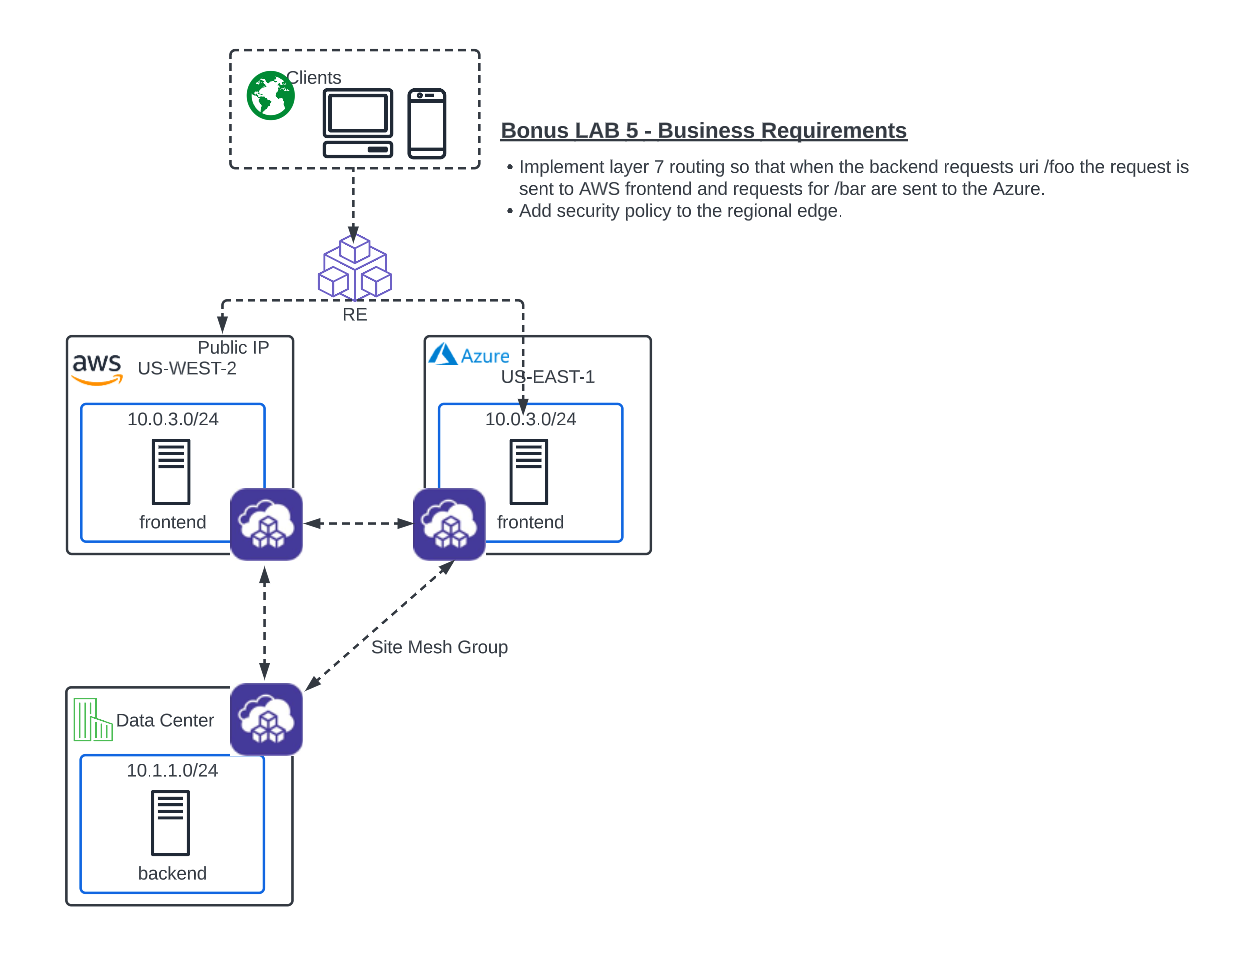 Clients
Bonus LAB 5 - Business Requirements
• Implement layer 7 routing so that when the backend requests uri /foo the request is
sent to AWS frontend and requests for /bar are sent to the Azure.
• Add security policy to the regional edge.
RE
Public IP
aws
US-WEST-2
Azure
US-EAST-1
10.0.3.0/24
10.0.3.0/24
frontend
frontend
Site Mesh Group
Data Center
10.1.1.0/24
backend